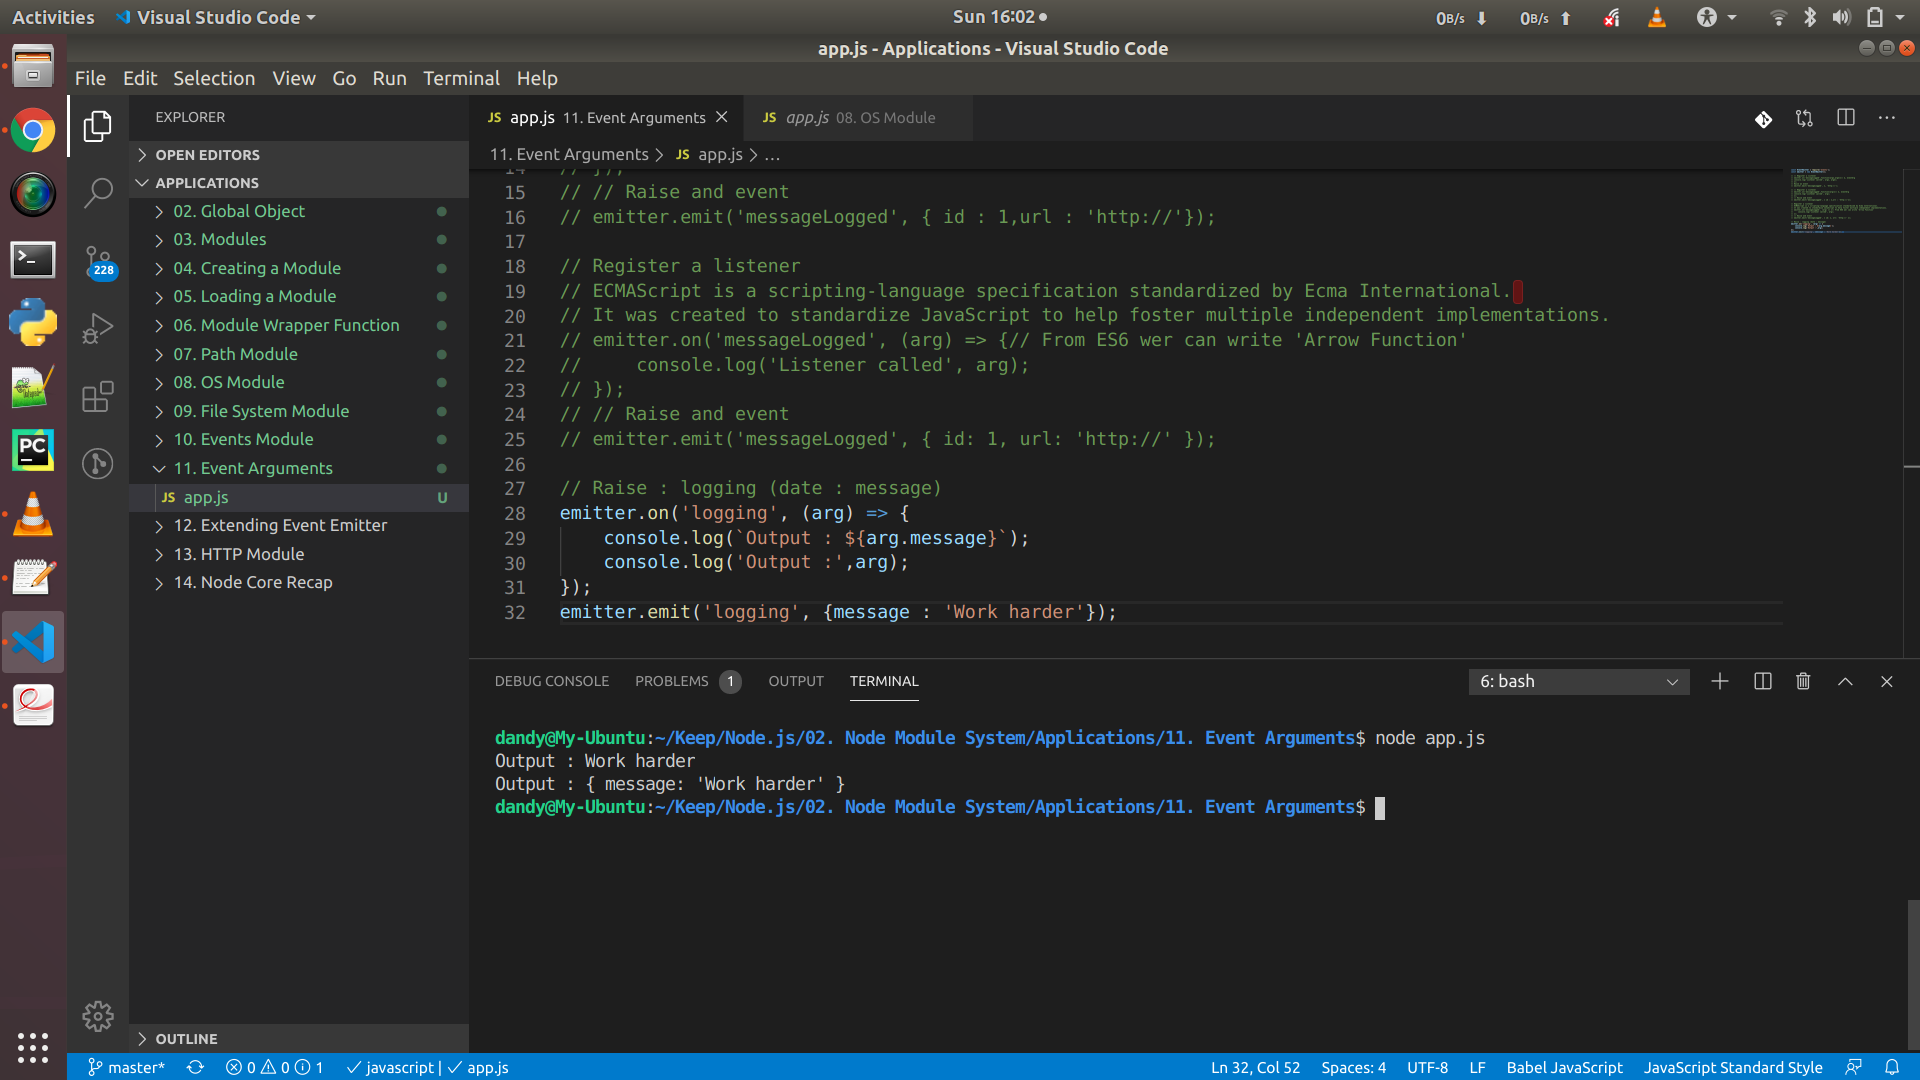 Activities
Visual Studio Code
Sun 16:02
0B/s
0B/s
app.js - Applications - Visual Studio Code
File Edit Selection View Go Run Terminal Help
EXPLORER
OPEN EDITORS
APPLICATIONS
02. Global Object
03. Modules
04. Creating a Module
05. Loading a Module
06. Module Wrapper Function
07. Path Module
08. OS Module
09. File System Module
10. Events Module
11. Event Arguments
JS app.js U
12. Extending Event Emitter
13. HTTP Module
14. Node Core Recap
OUTLINE
228
PC
JS app.js 11. Event Arguments
JS app.js 08. OS Module
11. Event Arguments > JS app.js > ...
14 // });
15 // // Raise and event
16 // emitter.emit('messageLogged', { id : 1,url : 'http://'});
17
18 // Register a listener
19 // ECMAScript is a scripting-language specification standardized by Ecma International.
20 // It was created to standardize JavaScript to help foster multiple independent implementations.
21 // emitter.on('messageLogged', (arg) => {// From ES6 wer can write 'Arrow Function'
22 //     console.log('Listener called', arg);
23 // });
24 // // Raise and event
25 // emitter.emit('messageLogged', { id: 1, url: 'http://' });
26
27 // Raise : logging (date : message)
28 emitter.on('logging', (arg) => {
29     console.log(`Output : ${arg.message}`);
30     console.log('Output :',arg);
31 });
32 emitter.emit('logging', {message : 'Work harder'});
DEBUG CONSOLE PROBLEMS 1 OUTPUT TERMINAL
6: bash
dandy@My-Ubuntu:~/Keep/Node.js/02. Node Module System/Applications/11. Event Arguments$ node app.js
Output : Work harder
Output : { message: 'Work harder' }
dandy@My-Ubuntu:~/Keep/Node.js/02. Node Module System/Applications/11. Event Arguments$
master* 0 0 1 javascript | app.js
Ln 32, Col 52 Spaces: 4 UTF-8 LF Babel JavaScript JavaScript Standard Style